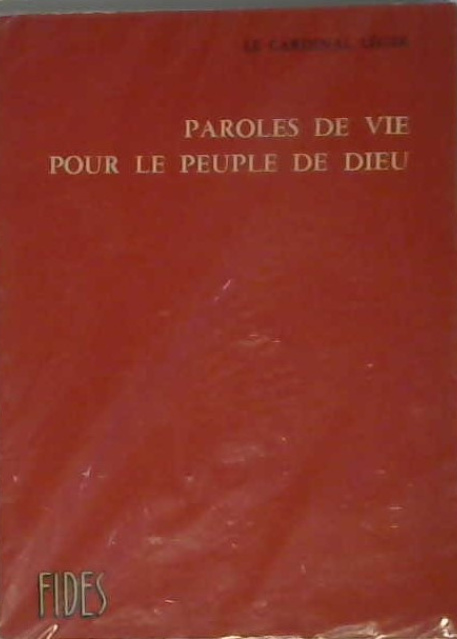 LE CARDINAL LÉGER
PAROLES DE VIE
POUR LE PEUPLE DE DIEU
FIDES